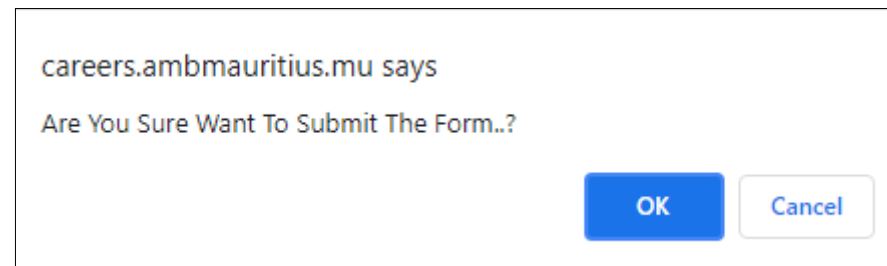 careers.ambmauritius.mu says
Are You Sure Want To Submit The Form..?
OK Cancel